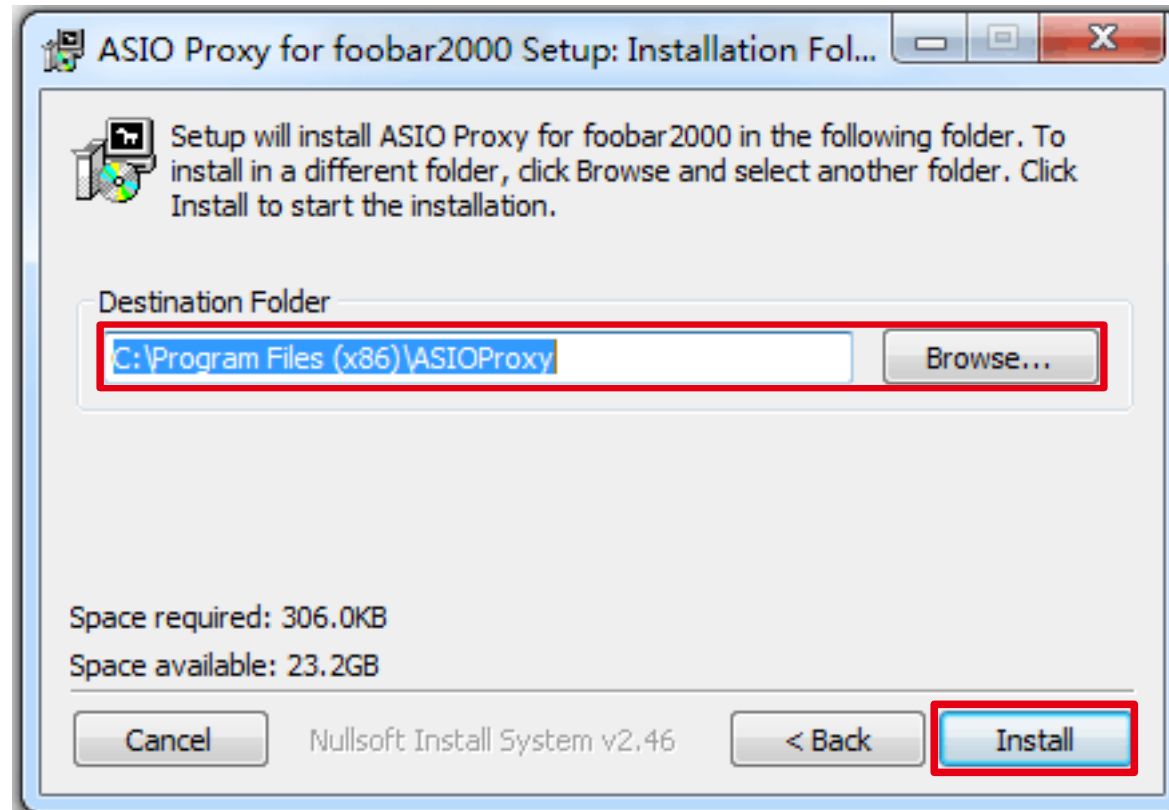 ASIO Proxy for foobar2000 Setup: Installation Fol...
Setup will install ASIO Proxy for foobar2000 in the following folder. To
install in a different folder, click Browse and select another folder. Click
Install to start the installation.
Destination Folder
C:\Program Files (x86)\ASIOProxy
Browse...
Space required: 306.0KB
Space available: 23.2GB
Cancel
Nullsoft Install System v2.46
< Back
Install